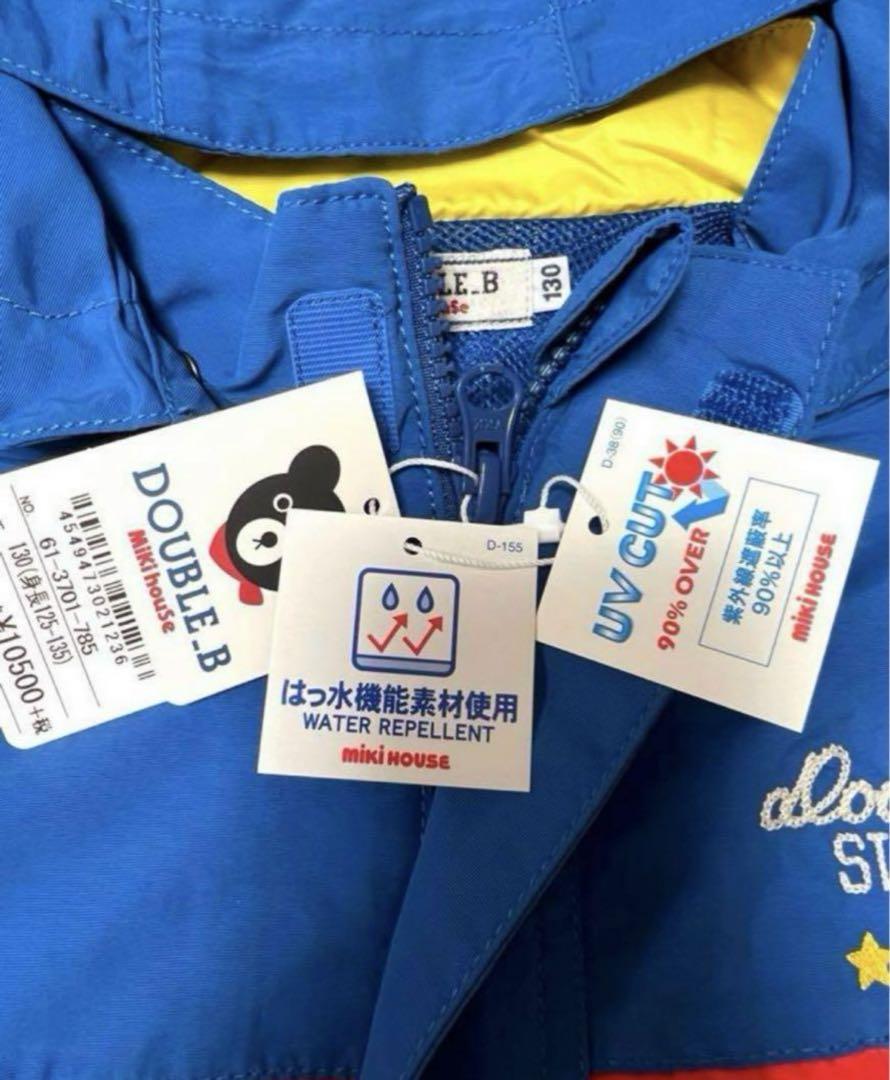 LE_B
130
DOUBLE_B
Miki house
4549473021236
NO.
61-3701-785
130(身長125-135)
¥10500+税
D-155
はっ水機能素材使用
WATER REPELLENT
miki HOUSE
D-38(90)
UV CUT
90% OVER
紫外線遮蔽率
90%以上
miki HOUSE